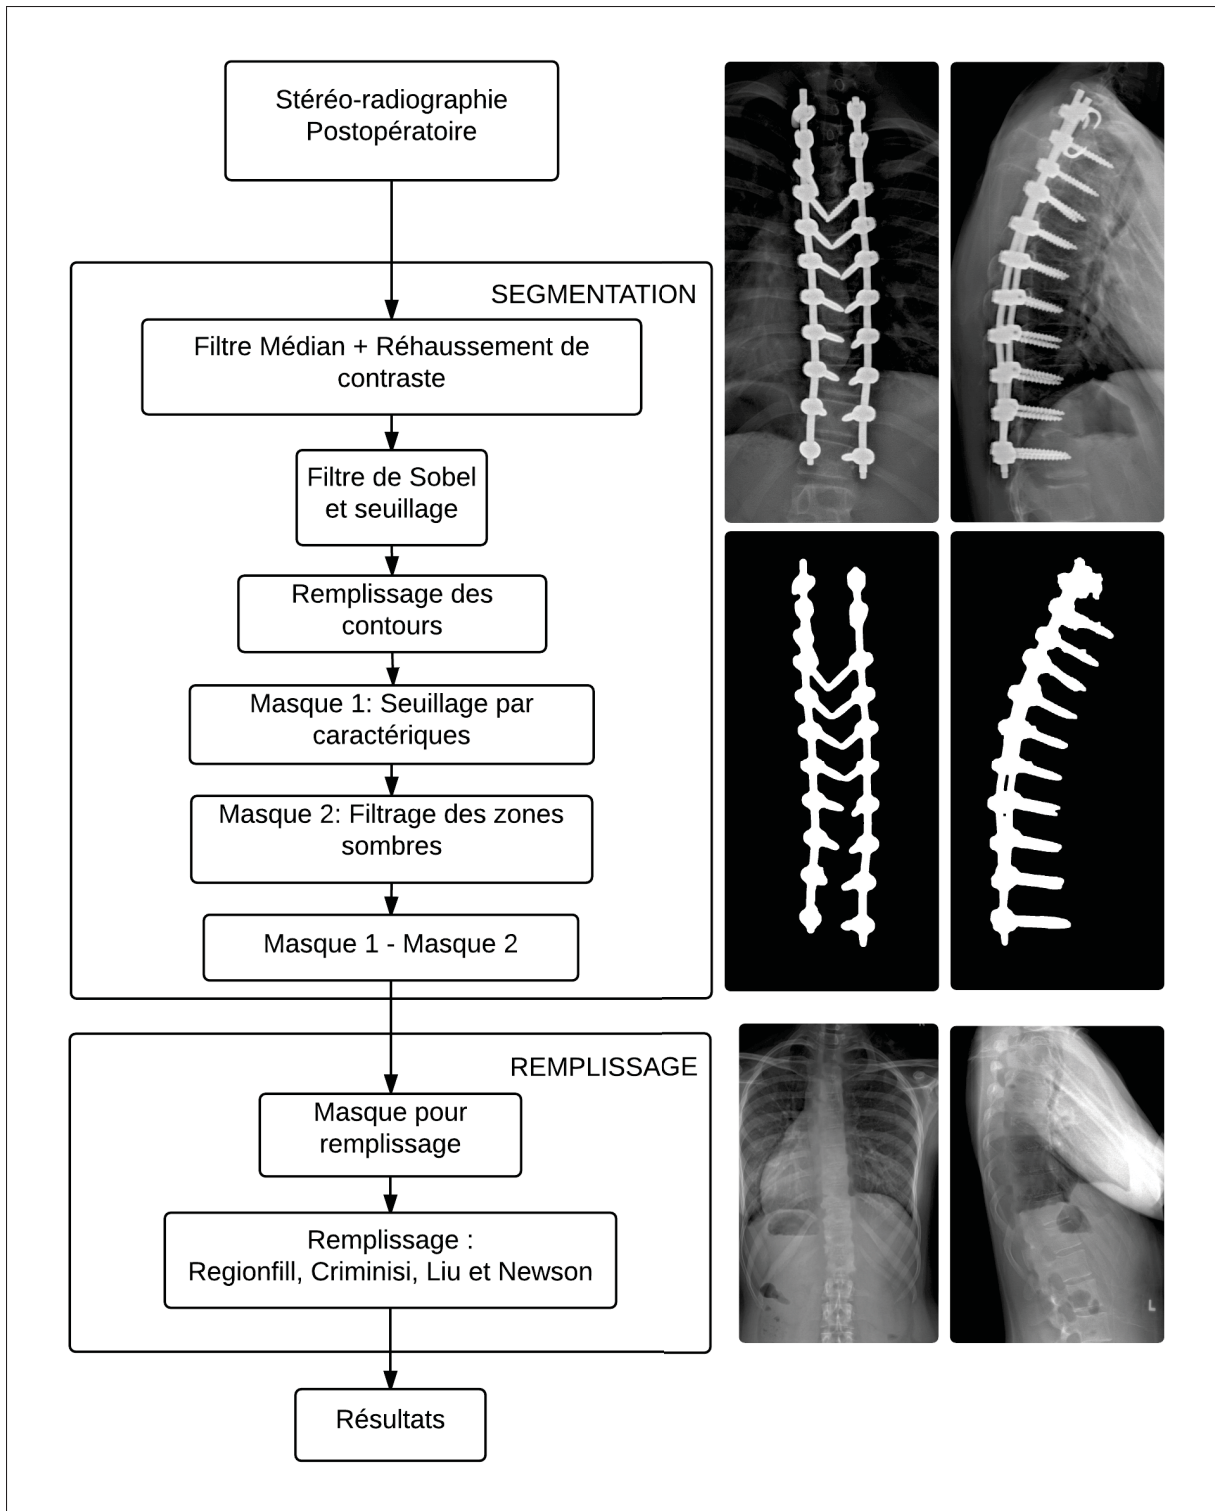 Stéréo-radiographie
Postopératoire
SEGMENTATION
Filtre Médian + Réhaussement de
contraste
Filtre de Sobel
et seuillage
Remplissage des
contours
Masque 1: Seuillage par
caractériques
Masque 2: Filtrage des zones
sombres
Masque 1 - Masque 2
REMPLISSAGE
Masque pour
remplissage
Remplissage :
Regionfill, Criminisi, Liu et Newson
L
Résultats